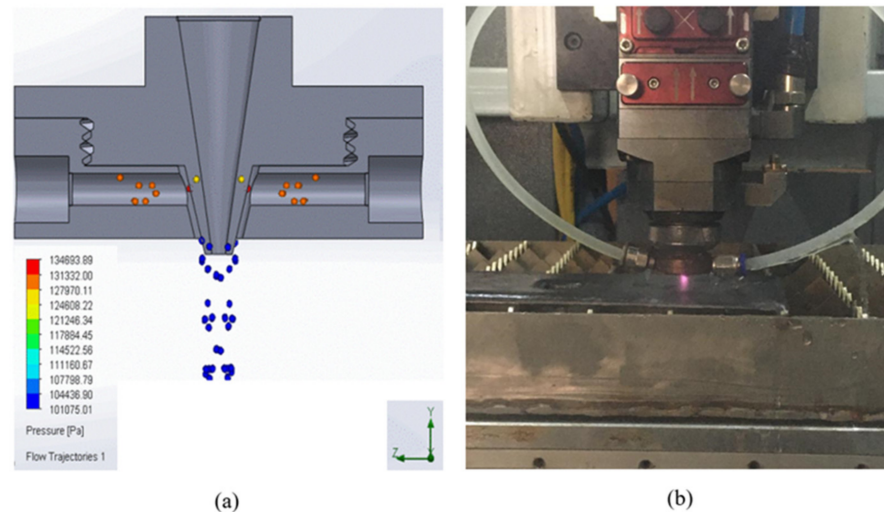 134693.89
131332.00
127970.11
124608.22
121246.34
117884.45
114522.56
111160.67
107798.79
104436.90
101075.01
Pressure [Pa]
Flow Trajectories 1
Y
Z
X
(a)
(b)